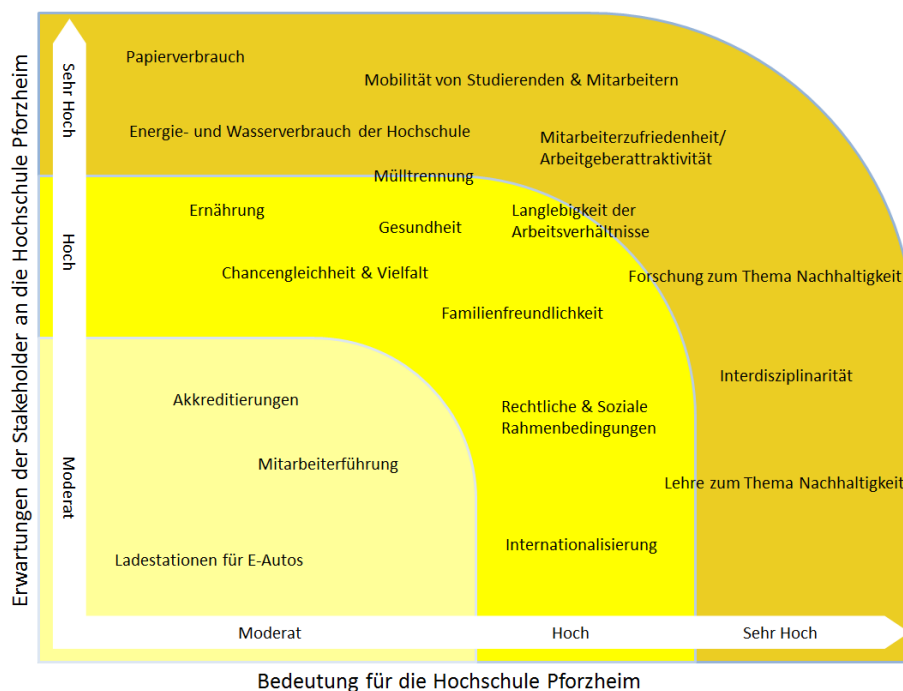 Erwartungen der Stakeholder an die Hochschule Pforzheim
Sehr Hoch
Hoch
Moderat
Papierverbrauch
Mobilität von Studierenden & Mitarbeitern
Energie- und Wasserverbrauch der Hochschule
Mitarbeiterzufriedenheit/
Arbeitgeberattraktivität
Mülltrennung
Ernährung
Gesundheit
Langlebigkeit der
Arbeitsverhältnisse
Chancengleichheit & Vielfalt
Forschung zum Thema Nachhaltigkeit
Familienfreundlichkeit
Interdisziplinarität
Akkreditierungen
Rechtliche & Soziale
Rahmenbedingungen
Mitarbeiterführung
Lehre zum Thema Nachhaltigkeit
Internationalisierung
Ladestationen für E-Autos
Moderat
Hoch
Sehr Hoch
Bedeutung für die Hochschule Pforzheim